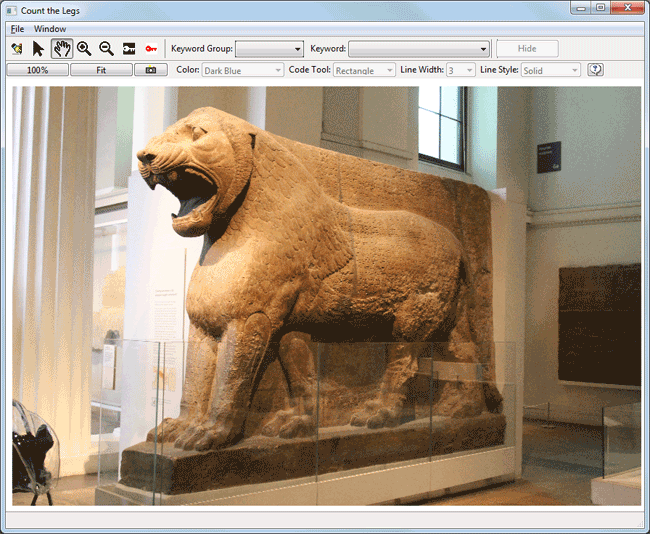 Count the Legs
File Window
Keyword Group: Keyword: Hide
100% Fit Color: Dark Blue Code Tool: Rectangle Line Width: 3 Line Style: Solid